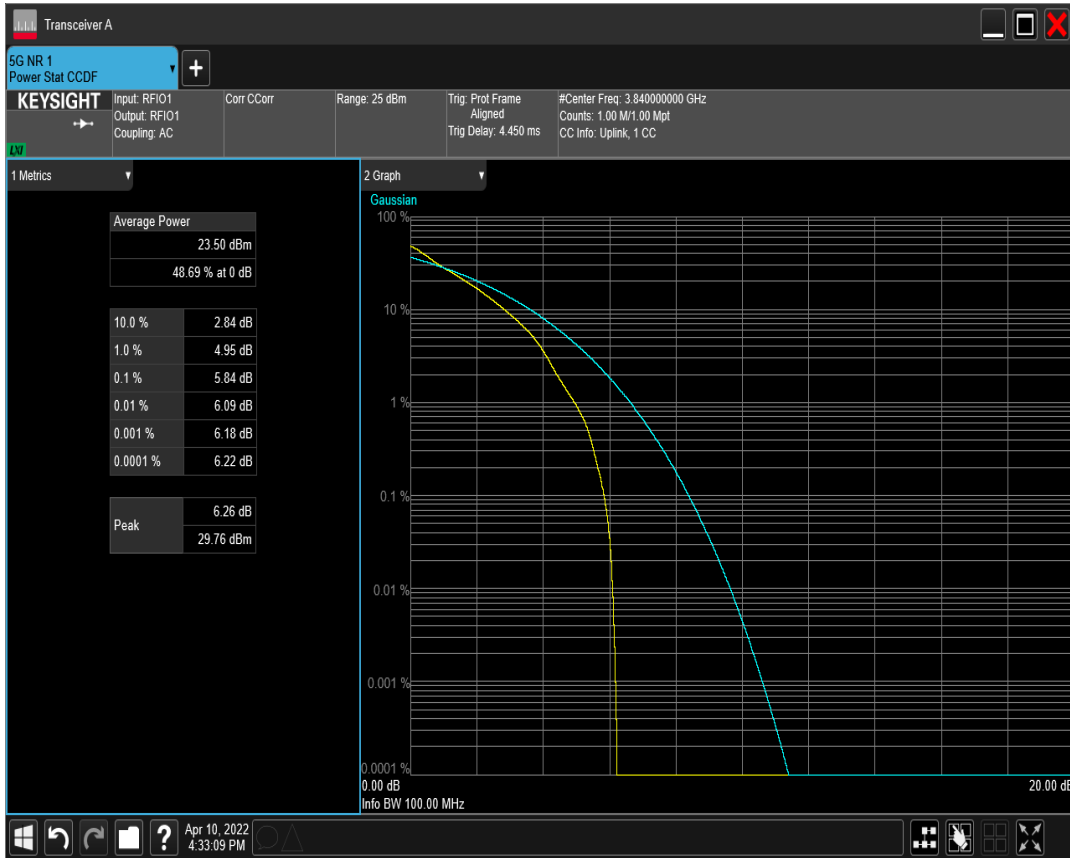 Transceiver A
5G NR 1
Power Stat CCDF
KEYSIGHT
LXI
Input: RFIO1
Output: RFIO1
Coupling: AC
Corr CCorr
Range: 25 dBm
Trig: Prot Frame
Aligned
Trig Delay: 4.450 ms
#Center Freq: 3.840000000 GHz
Counts: 1.00 M/1.00 Mpt
CC Info: Uplink, 1 CC
1 Metrics
Average Power
23.50 dBm
48.69 % at 0 dB
10.0 % 2.84 dB
1.0 % 4.95 dB
0.1 % 5.84 dB
0.01 % 6.09 dB
0.001 % 6.18 dB
0.0001 % 6.22 dB
Peak 6.26 dB
29.76 dBm
2 Graph
Gaussian
100 %
10 %
1 %
0.1 %
0.01 %
0.001 %
0.0001 %
0.00 dB 20.00 dB
Info BW 100.00 MHz
? Apr 10, 2022
4:33:09 PM